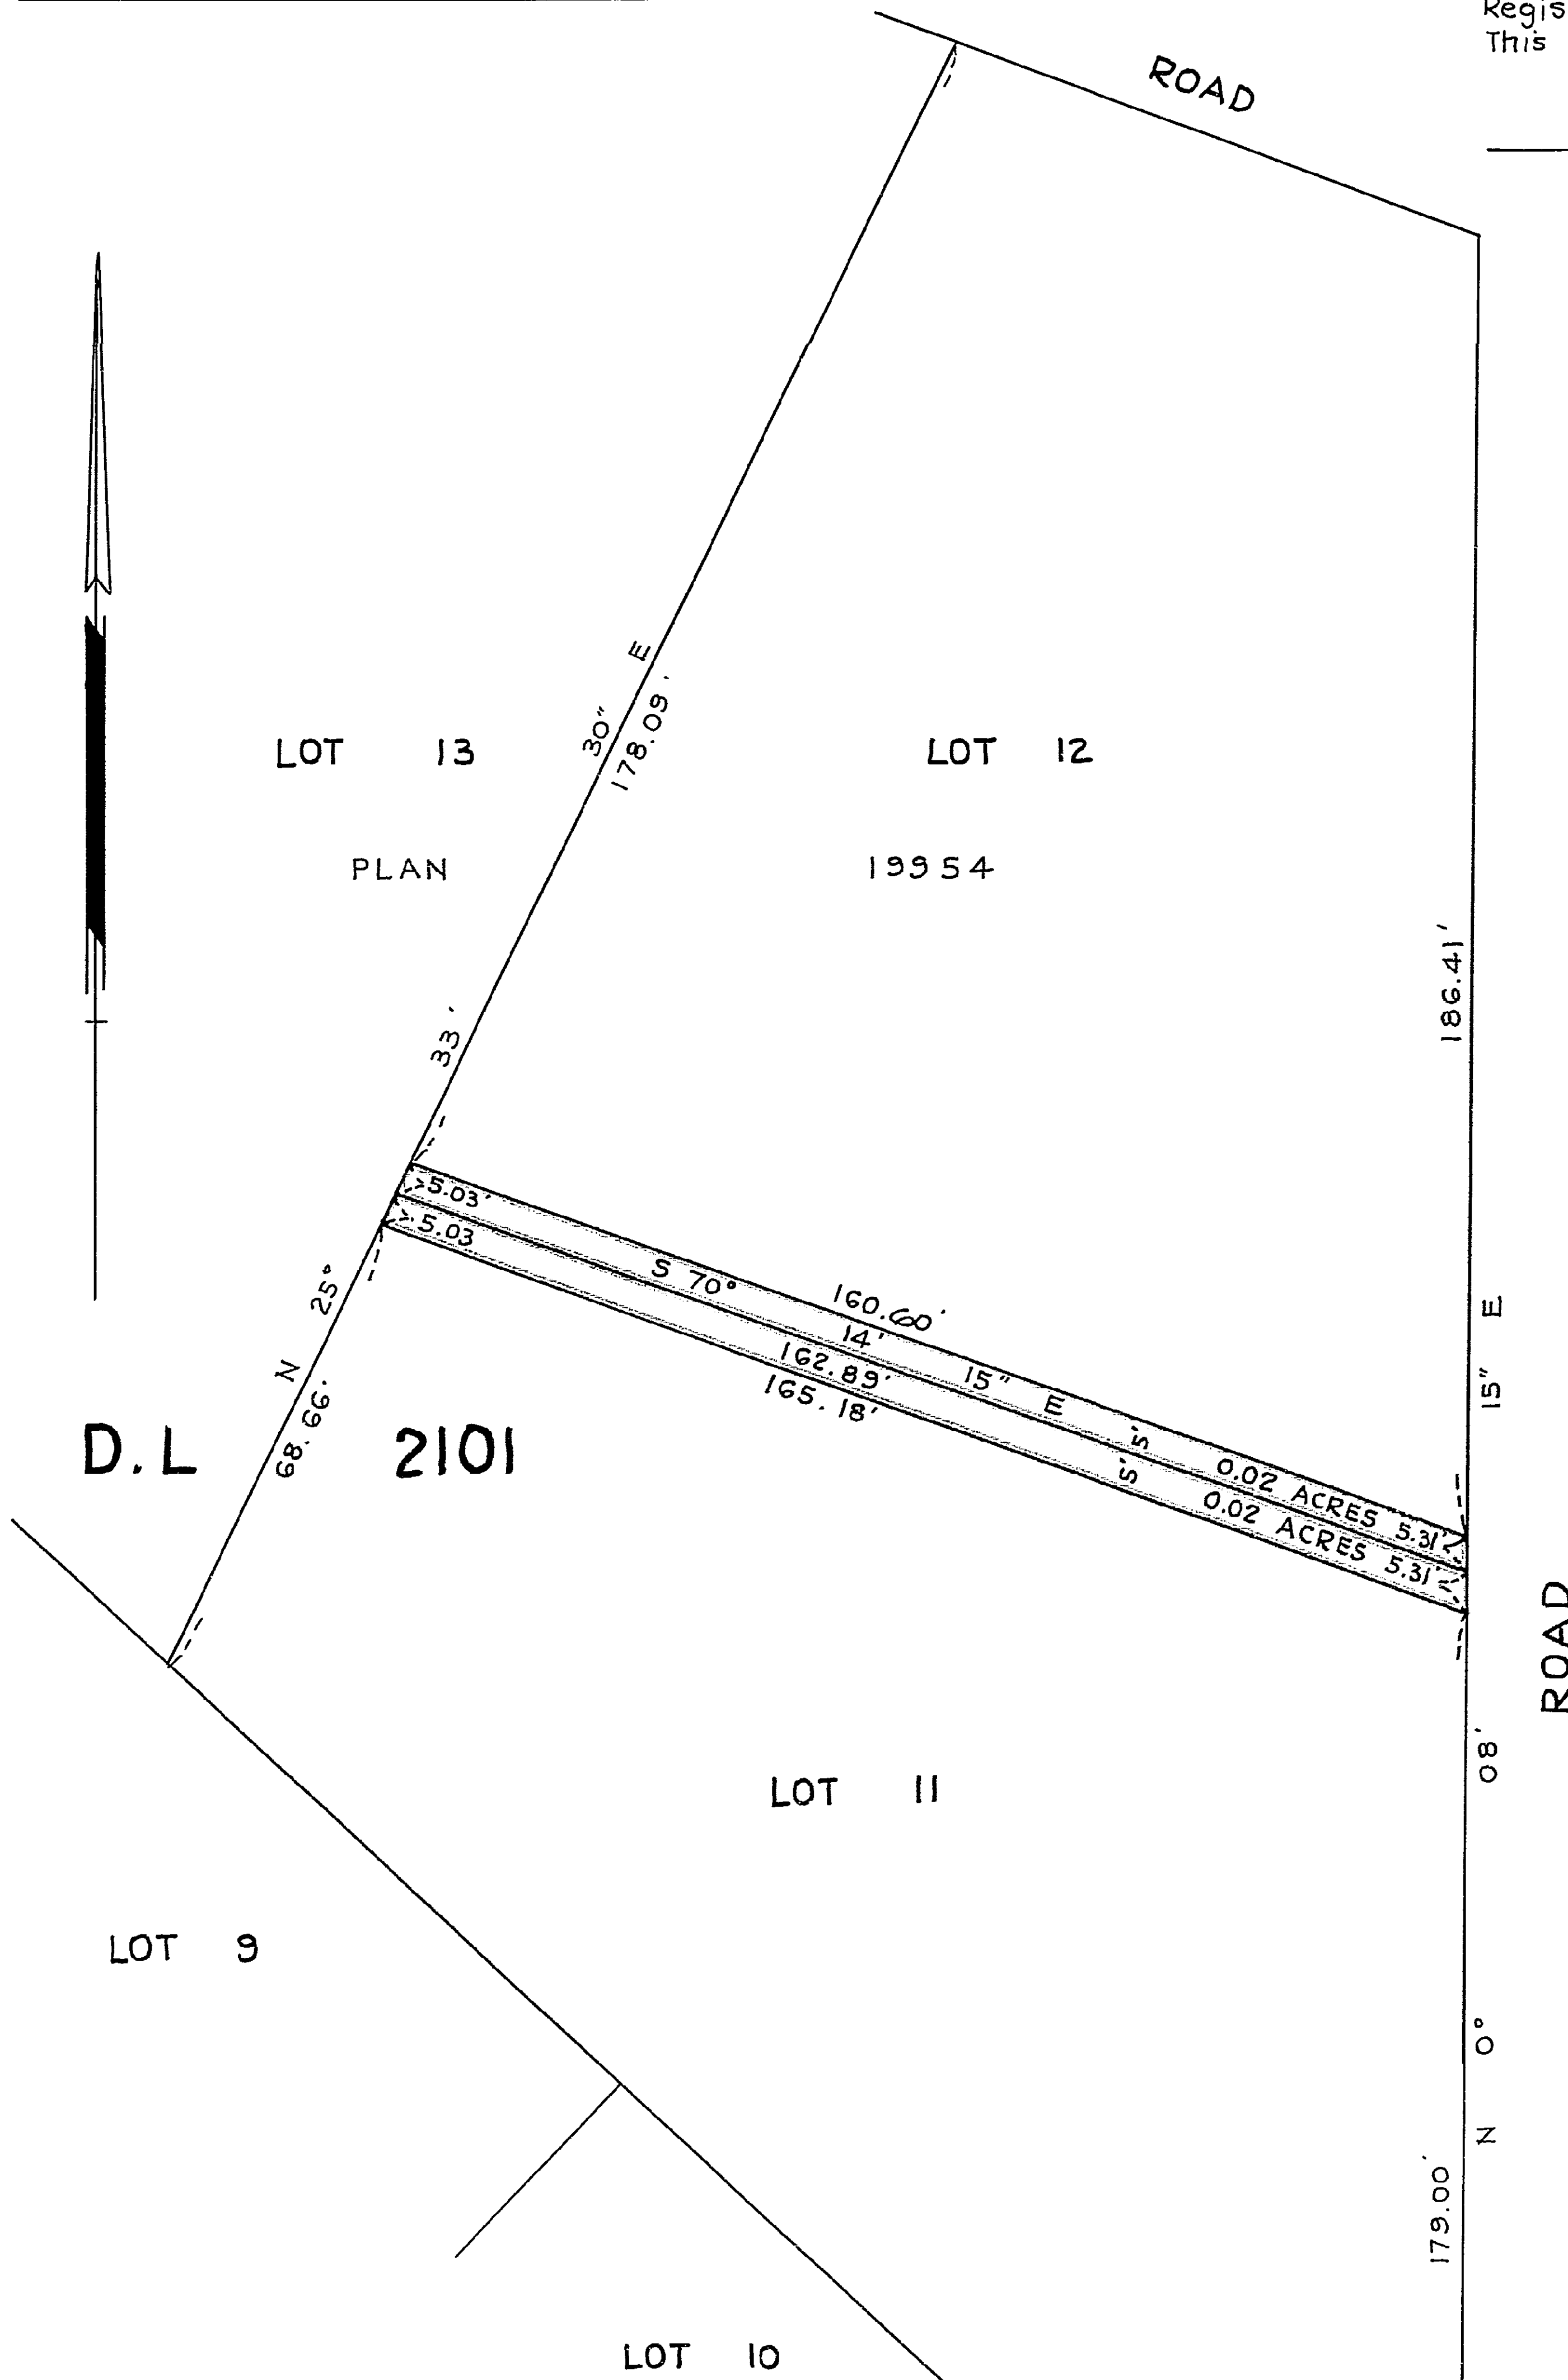 Regis
This
ROAD
N 25° 33' 30" E
178.09'
LOT 13
LOT 12
PLAN 19954
186.41'
5.03'
5.03
S 70° 14' 15" E
160.60'
162.89'
165.18'
5'
5'
0.02 ACRES 5.31'
0.02 ACRES 5.31'
68.66'
D.L 2101
N 0° 08' 15" E
ROAD
LOT 11
LOT 9
179.00'
LOT 10